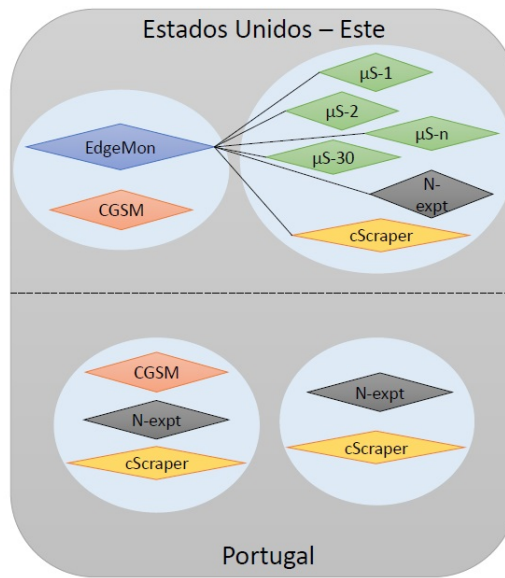 Estados Unidos – Este
EdgeMon
CGSM
µS-1
µS-2
µS-n
µS-30
N-
expt
cScraper
CGSM
N-expt
cScraper
N-expt
cScraper
Portugal